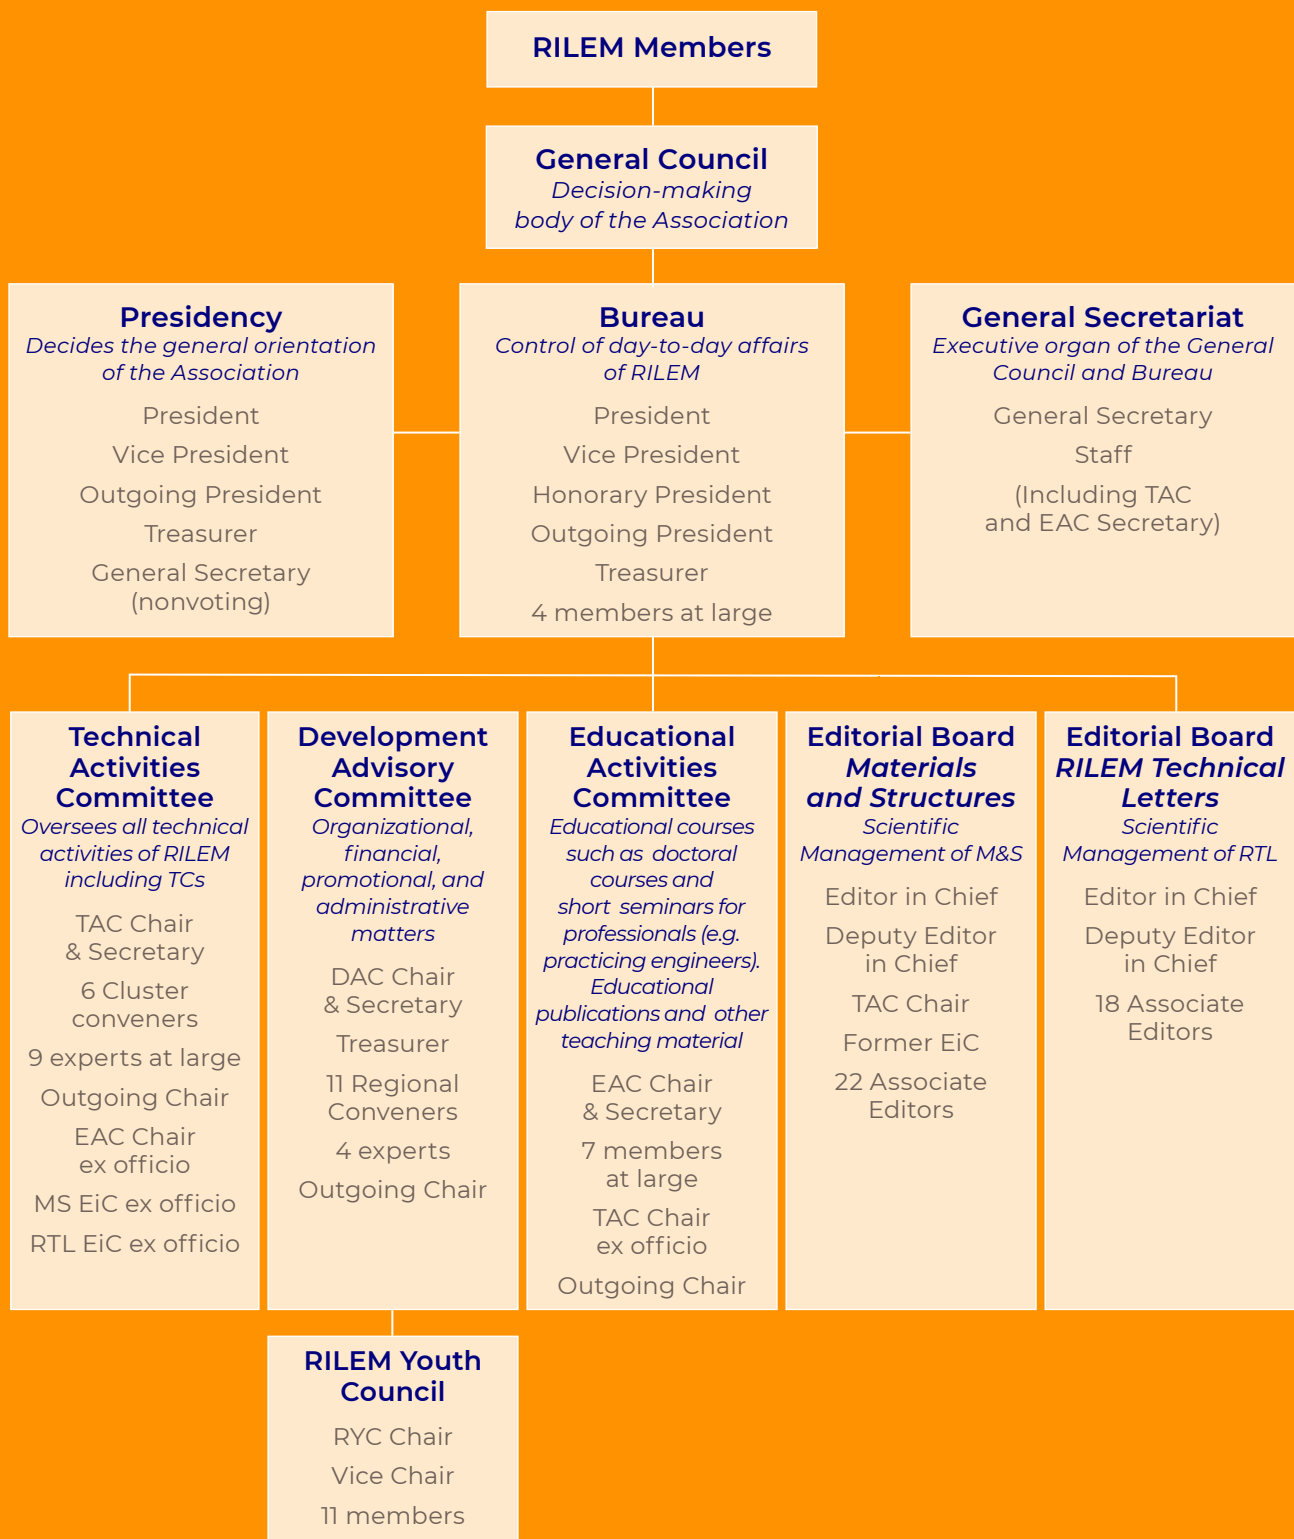 RILEM Members
General Council
Decision-making
body of the Association
Presidency
Decides the general orientation
of the Association
President
Vice President
Outgoing President
Treasurer
General Secretary
(nonvoting)
Bureau
Control of day-to-day affairs
of RILEM
President
Vice President
Honorary President
Outgoing President
Treasurer
4 members at large
General Secretariat
Executive organ of the General
Council and Bureau
General Secretary
Staff
(Including TAC
and EAC Secretary)
Technical
Activities
Committee
Oversees all technical
activities of RILEM
including TCs
TAC Chair
& Secretary
6 Cluster
conveners
9 experts at large
Outgoing Chair
EAC Chair
ex officio
MS EiC ex officio
RTL EiC ex officio
Development
Advisory
Committee
Organizational,
financial,
promotional, and
administrative
matters
DAC Chair
& Secretary
Treasurer
11 Regional
Conveners
4 experts
Outgoing Chair
Educational
Activities
Committee
Educational courses
such as doctoral
courses and
short seminars for
professionals (e.g.
practicing engineers).
Educational
publications and other
teaching material
EAC Chair
& Secretary
7 members
at large
TAC Chair
ex officio
Outgoing Chair
Editorial Board
Materials
and Structures
Scientific
Management of M&S
Editor in Chief
Deputy Editor
in Chief
TAC Chair
Former EiC
22 Associate
Editors
Editorial Board
RILEM Technical
Letters
Scientific
Management of RTL
Editor in Chief
Deputy Editor
in Chief
18 Associate
Editors
RILEM Youth
Council
RYC Chair
Vice Chair
11 members